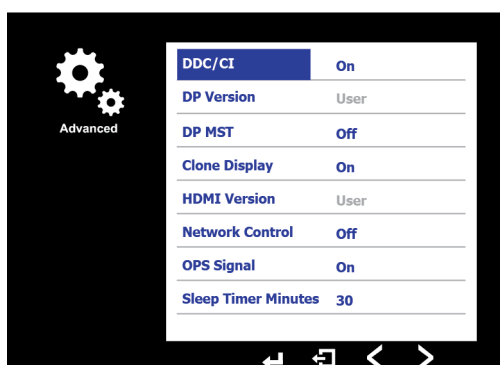 Advanced
DDC/CI On
DP Version User
DP MST Off
Clone Display On
HDMI Version User
Network Control Off
OPS Signal On
Sleep Timer Minutes 30